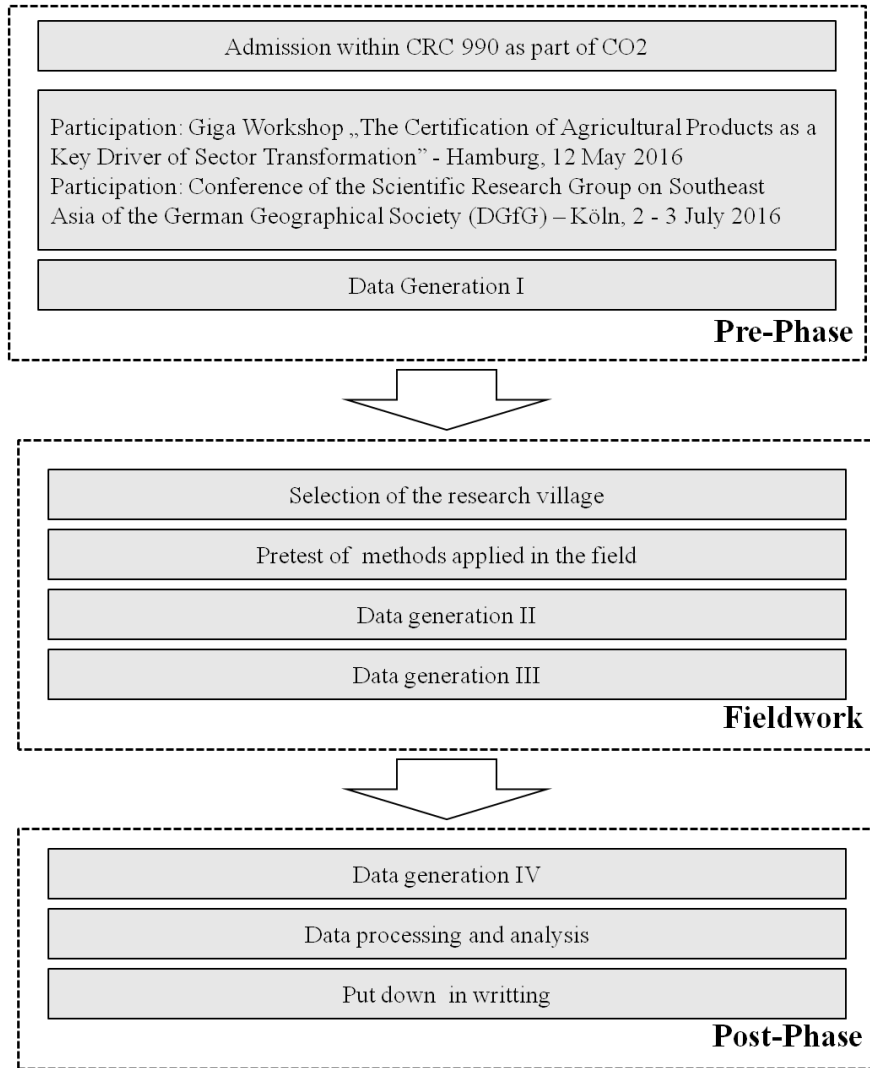 Admission within CRC 990 as part of CO2
Participation: Giga Workshop „The Certification of Agricultural Products as a
Key Driver of Sector Transformation” - Hamburg, 12 May 2016
Participation: Conference of the Scientific Research Group on Southeast
Asia of the German Geographical Society (DGfG) – Köln, 2 - 3 July 2016
Data Generation I
Pre-Phase
Selection of the research village
Pretest of methods applied in the field
Data generation II
Data generation III
Fieldwork
Data generation IV
Data processing and analysis
Put down in writting
Post-Phase